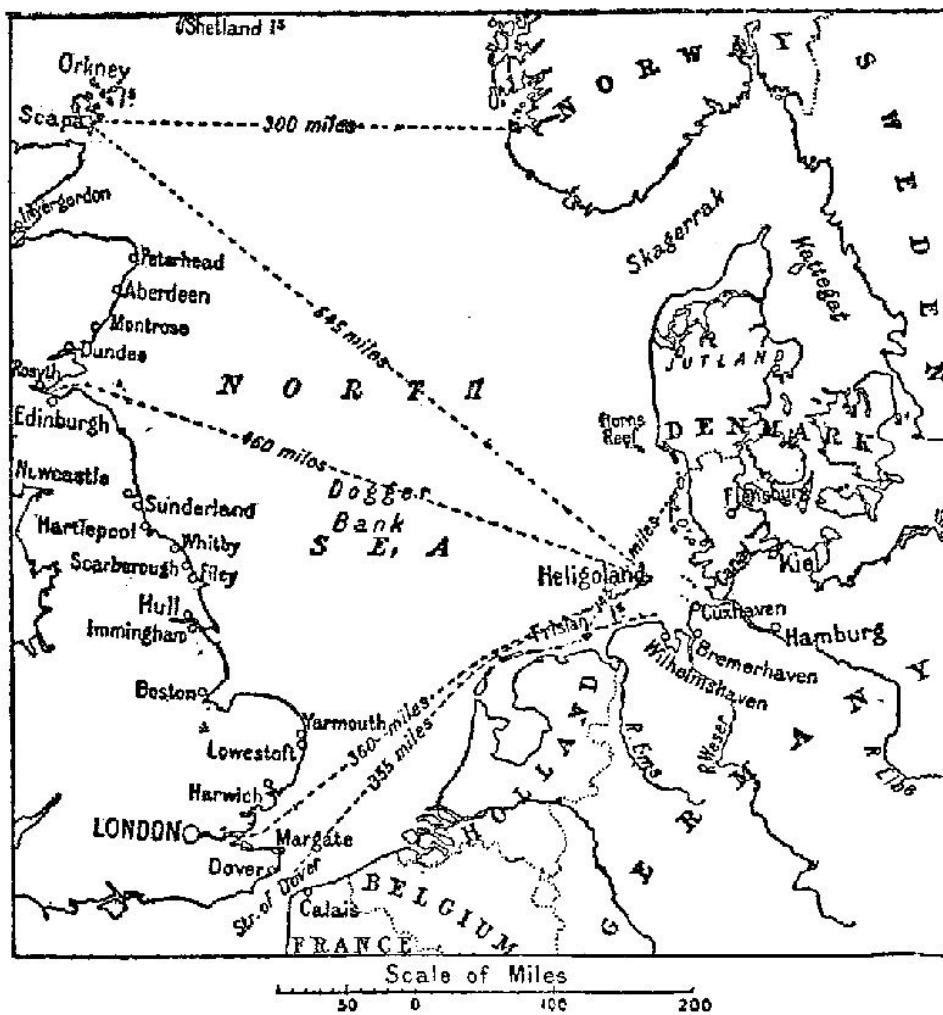 Shetland Is
Orkney
Is
Scapa
300 miles
NORWAY
SWEDEN
Invergordon
Skagerrak
Kattegat
Peterhead
Aberdeen
Montrose
Dundee
545 miles
JUTLAND
Rosyth
Edinburgh
NORTH
Horns
Reef
DENMARK
460 miles
Newcastle
Dogger
Bank
Flensburg
Sunderland
Hartlepool
Whitby
SEA
miles
Scarborough
Filey
Heligoland
Canal
Kiel
Hull
Immingham
Frisian
Is
Cuxhaven
Hamburg
Bremerhaven
Wilhelmshaven
Boston
Yarmouth
Lowestoft
360 miles
355 miles
HOLLAND
R. Ems
R. Weser
R. Elbe
GERMANY
Harwich
LONDON
Margate
Dover
Str. of Dover
Calais
BELGIUM
FRANCE
Scale of Miles
50 0 100 200